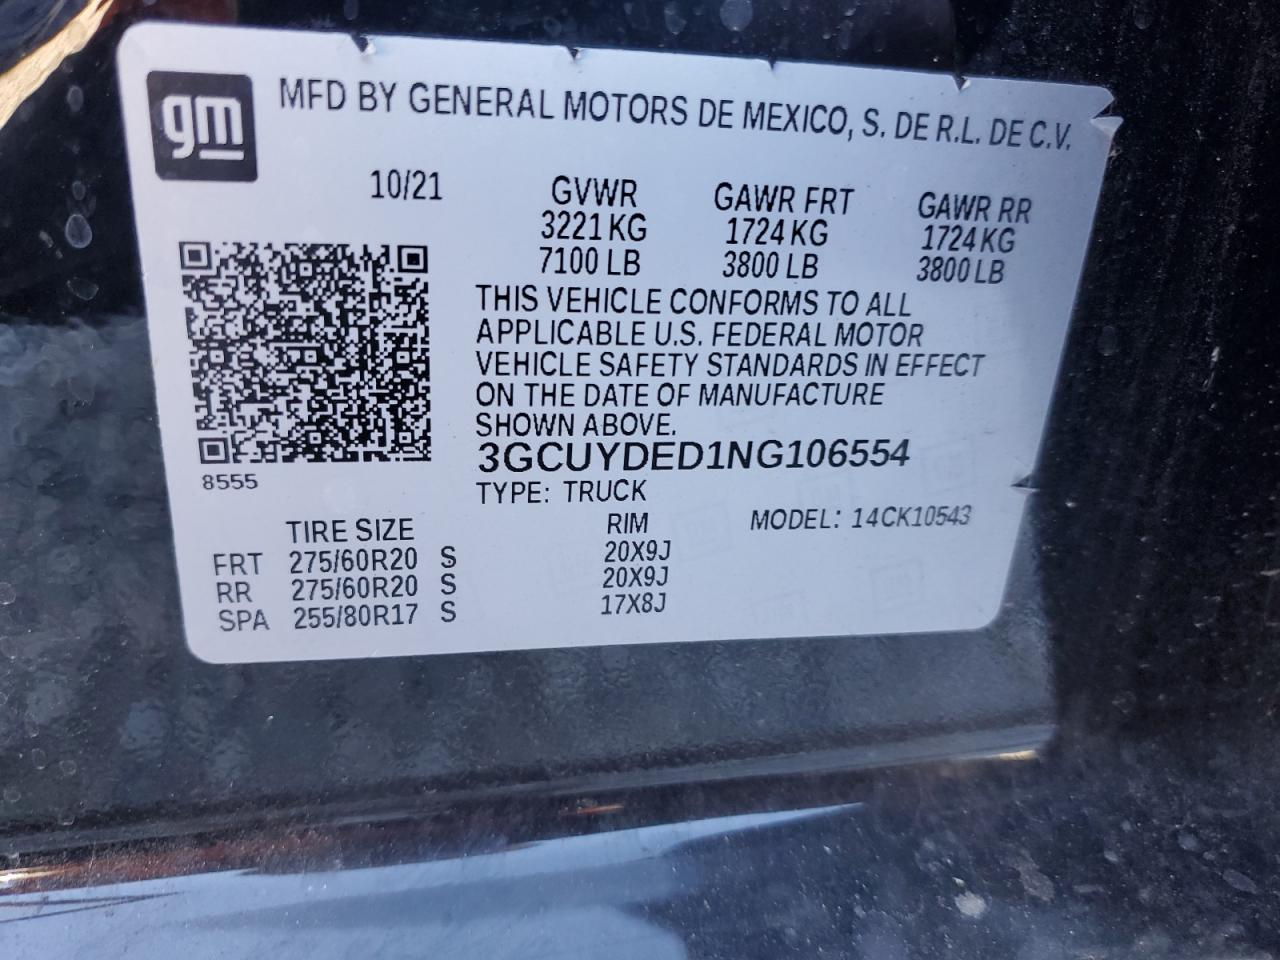 gm
MFD BY GENERAL MOTORS DE MEXICO, S. DE R.L. DE C.V.
10/21 GVWR GAWR FRT GAWR RR
3221 KG 1724 KG 1724 KG
7100 LB 3800 LB 3800 LB
THIS VEHICLE CONFORMS TO ALL
APPLICABLE U.S. FEDERAL MOTOR
VEHICLE SAFETY STANDARDS IN EFFECT
ON THE DATE OF MANUFACTURE
SHOWN ABOVE.
3GCUYDED1NG106554
8555
TYPE: TRUCK
TIRE SIZE RIM MODEL: 14CK10543
FRT 275/60R20 S 20X9J
RR 275/60R20 S 20X9J
SPA 255/80R17 S 17X8J